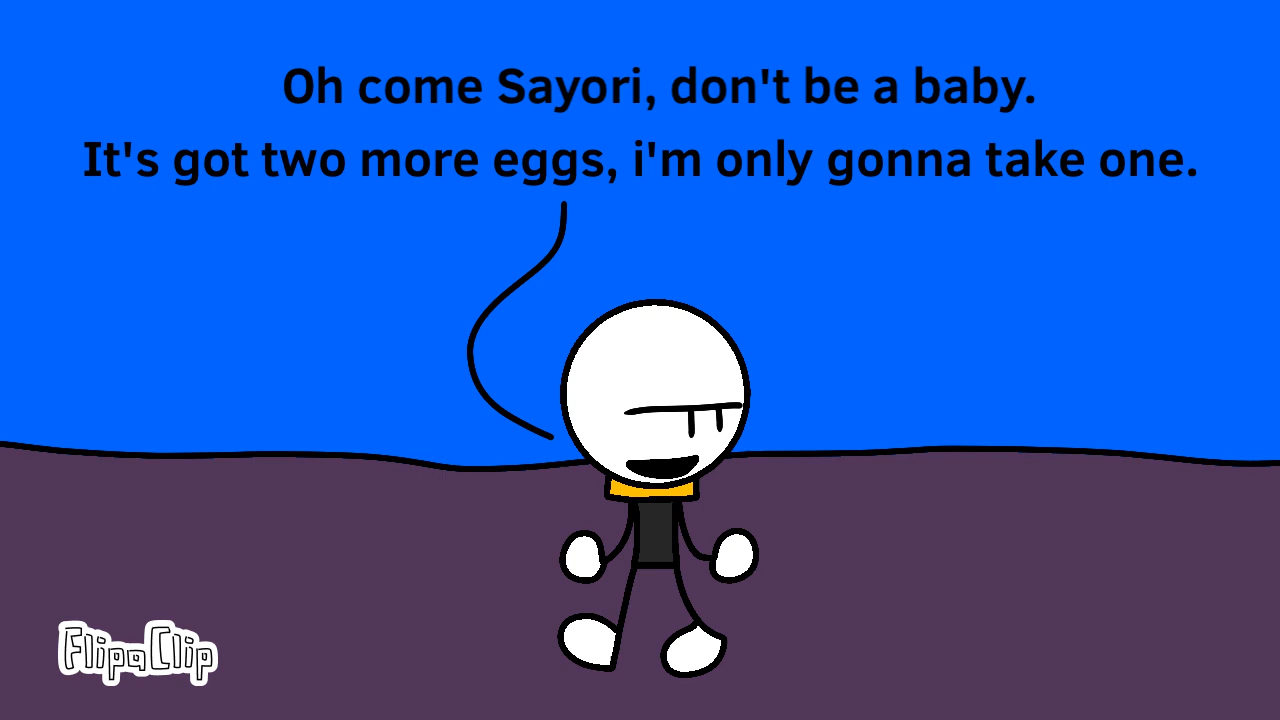 Oh come Sayori, don't be a baby.
It's got two more eggs, i'm only gonna take one.
FlipaClip